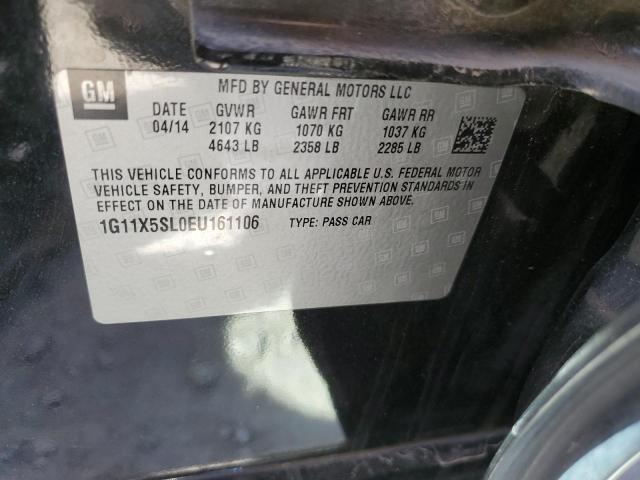 GM
MFD BY GENERAL MOTORS LLC
DATE GVWR GAWR FRT GAWR RR
04/14 2107 KG 1070 KG 1037 KG
4643 LB 2358 LB 2285 LB
THIS VEHICLE CONFORMS TO ALL APPLICABLE U.S. FEDERAL MOTOR
VEHICLE SAFETY, BUMPER, AND THEFT PREVENTION STANDARDS IN
EFFECT ON THE DATE OF MANUFACTURE SHOWN ABOVE.
1G11X5SL0EU161106 TYPE: PASS CAR